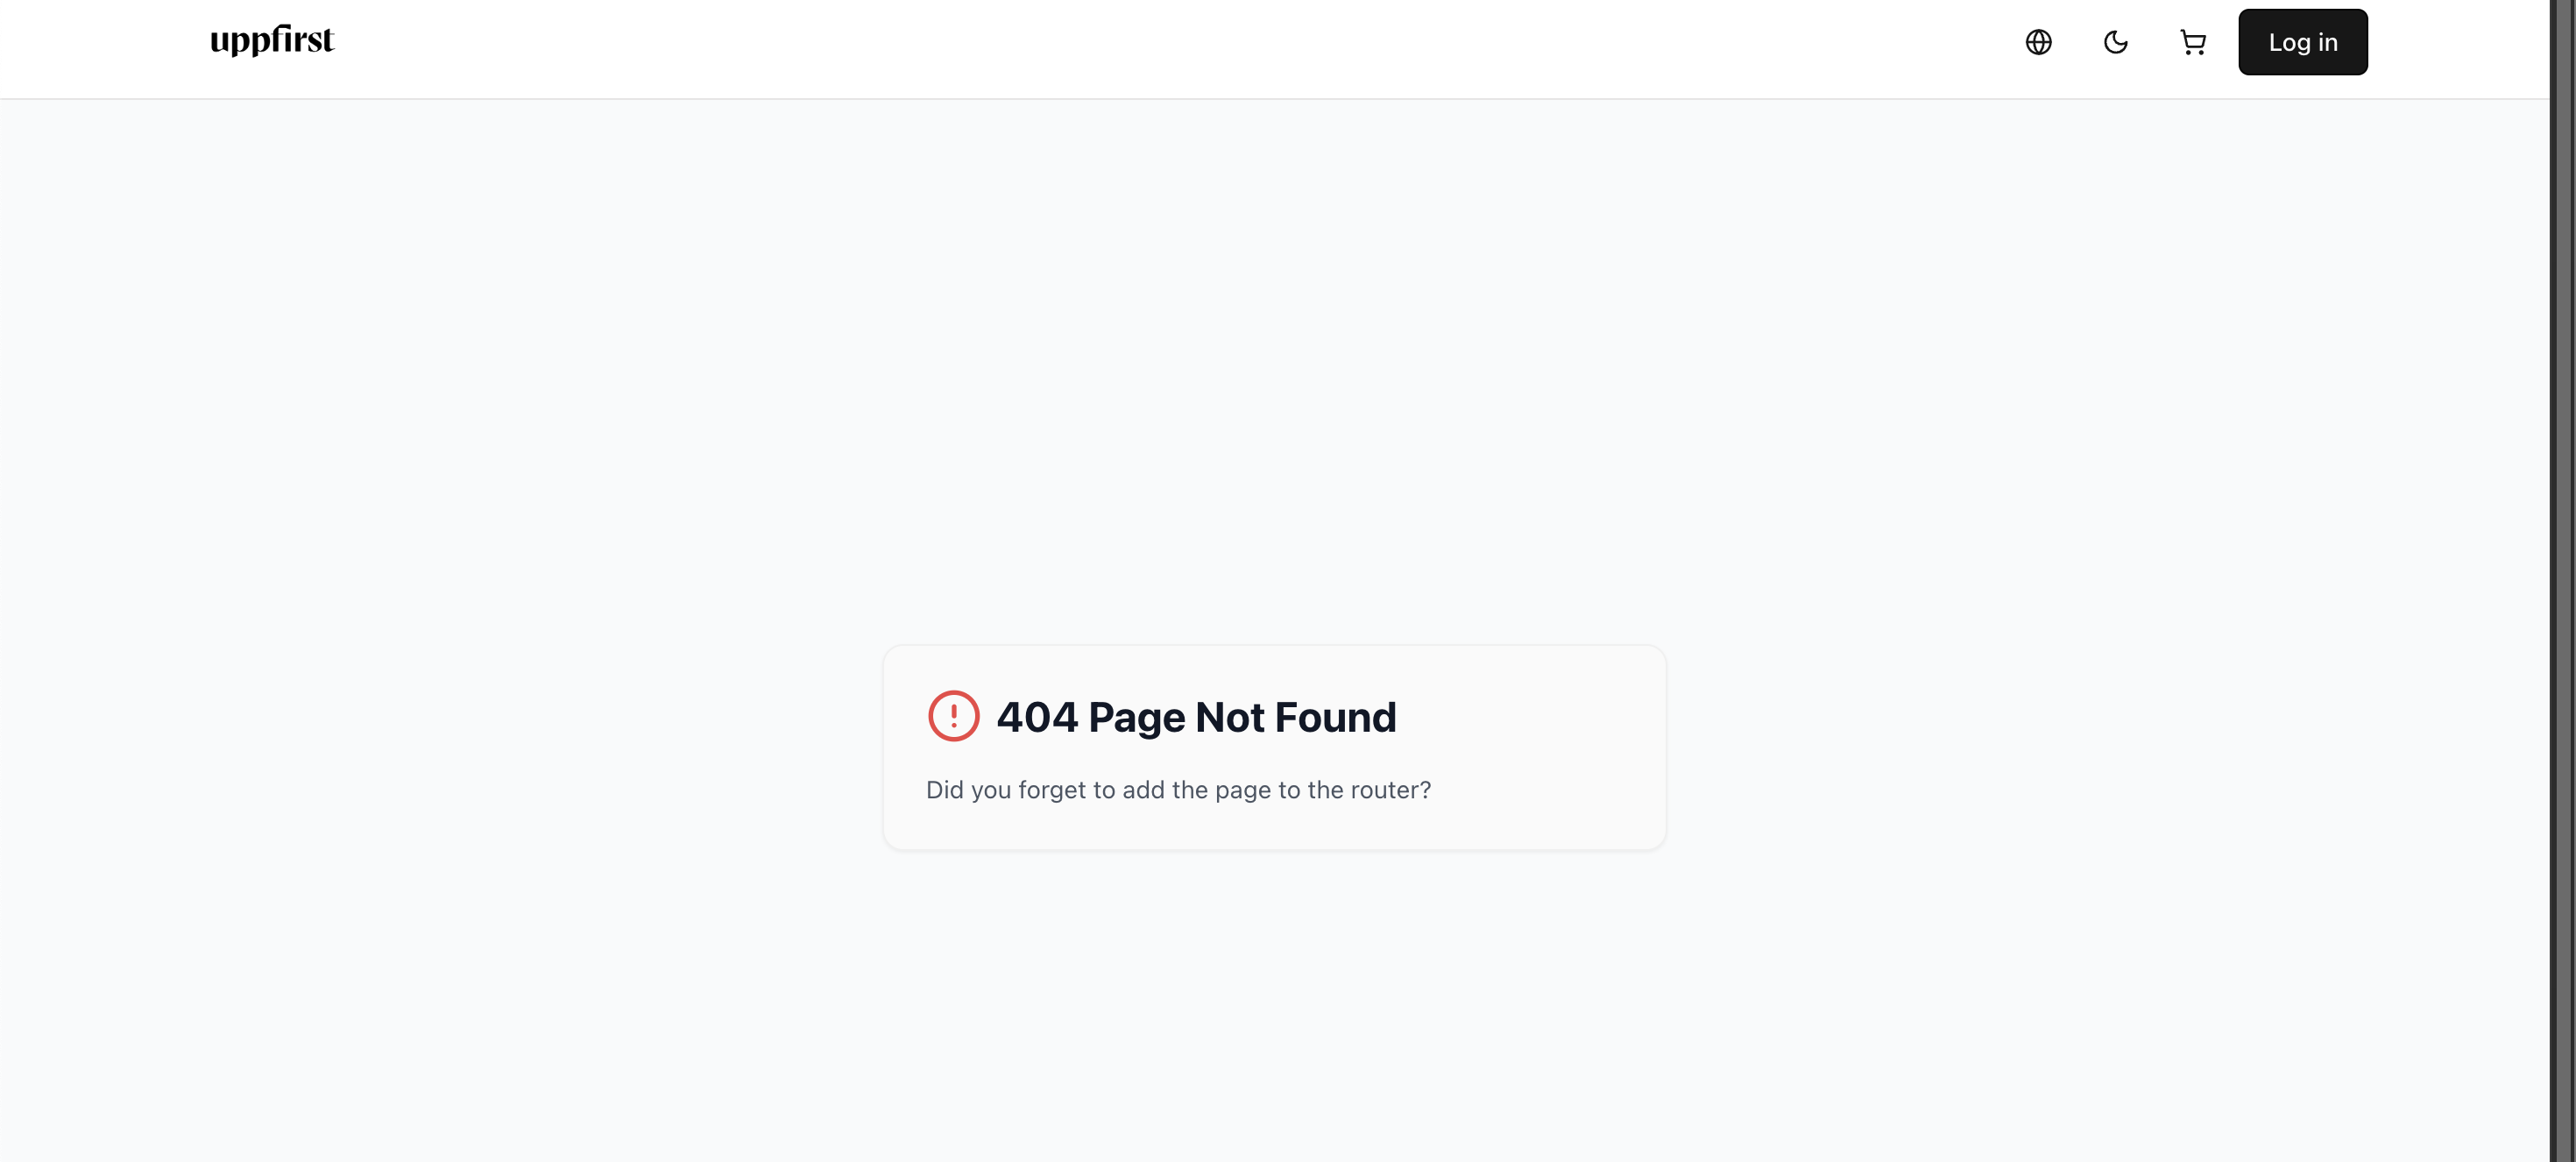 uppfirst
Log in
404 Page Not Found
Did you forget to add the page to the router?